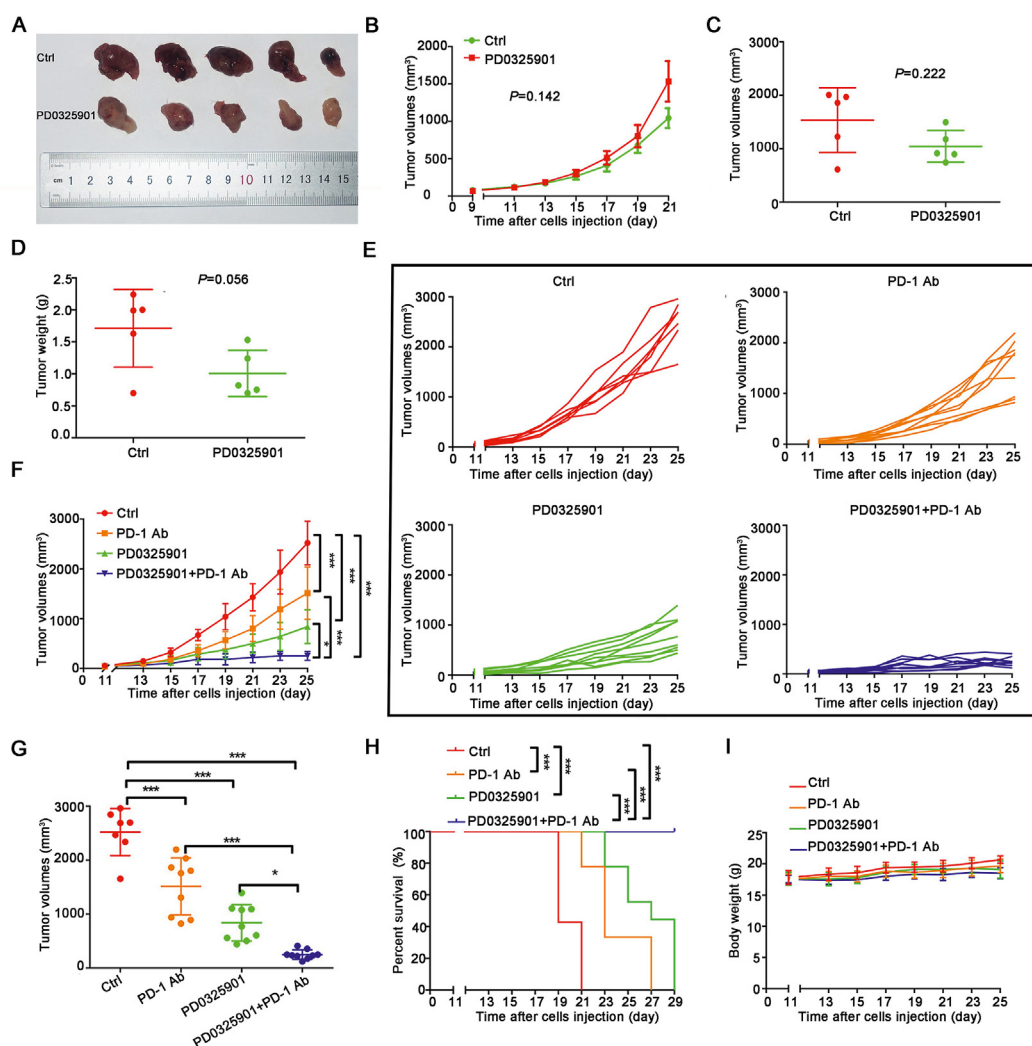 A
Ctrl
PD0325901
cm 1 2 3 4 5 6 7 8 9 10 11 12 13 14 15
B
Ctrl
PD0325901
P=0.142
Tumor volumes (mm³)
2000
1500
1000
500
0
0 9 11 13 15 17 19 21
Time after cells injection (day)
C
Tumor volumes (mm³)
3000
2000
1000
0
P=0.222
Ctrl PD0325901
D
Tumor weight (g)
2.5
2.0
1.5
1.0
0.5
0.0
P=0.056
Ctrl PD0325901
E
Ctrl
Tumor volumes (mm³)
3000
2000
1000
0
0 11 13 15 17 19 21 23 25
Time after cells injection (day)
PD-1 Ab
Tumor volumes (mm³)
3000
2000
1000
0
0 11 13 15 17 19 21 23 25
Time after cells injection (day)
PD0325901
Tumor volumes (mm³)
3000
2000
1000
0
0 11 13 15 17 19 21 23 25
Time after cells injection (day)
PD0325901+PD-1 Ab
Tumor volumes (mm³)
3000
2000
1000
0
0 11 13 15 17 19 21 23 25
Time after cells injection (day)
F
Ctrl
PD-1 Ab
PD0325901
PD0325901+PD-1 Ab
Tumor volumes (mm³)
3000
2000
1000
0
0 11 13 15 17 19 21 23 25
Time after cells injection (day)
***
***
***
*
***
G
Tumor volumes (mm³)
3000
2000
1000
0
***
***
***
***
*
Ctrl
PD-1 Ab
PD0325901
PD0325901+PD-1 Ab
H
Ctrl
PD-1 Ab
PD0325901
PD0325901+PD-1 Ab
***
***
***
***
***
Percent survival (%)
100
80
60
40
20
0
0 11 15 17 19 21 23 25 27 29
Time after cells injection (day)
I
Ctrl
PD-1 Ab
PD0325901
PD0325901+PD-1 Ab
Body weight (g)
25
20
15
10
5
0
0 11 13 15 17 19 21 23 25
Time after cells injection (day)